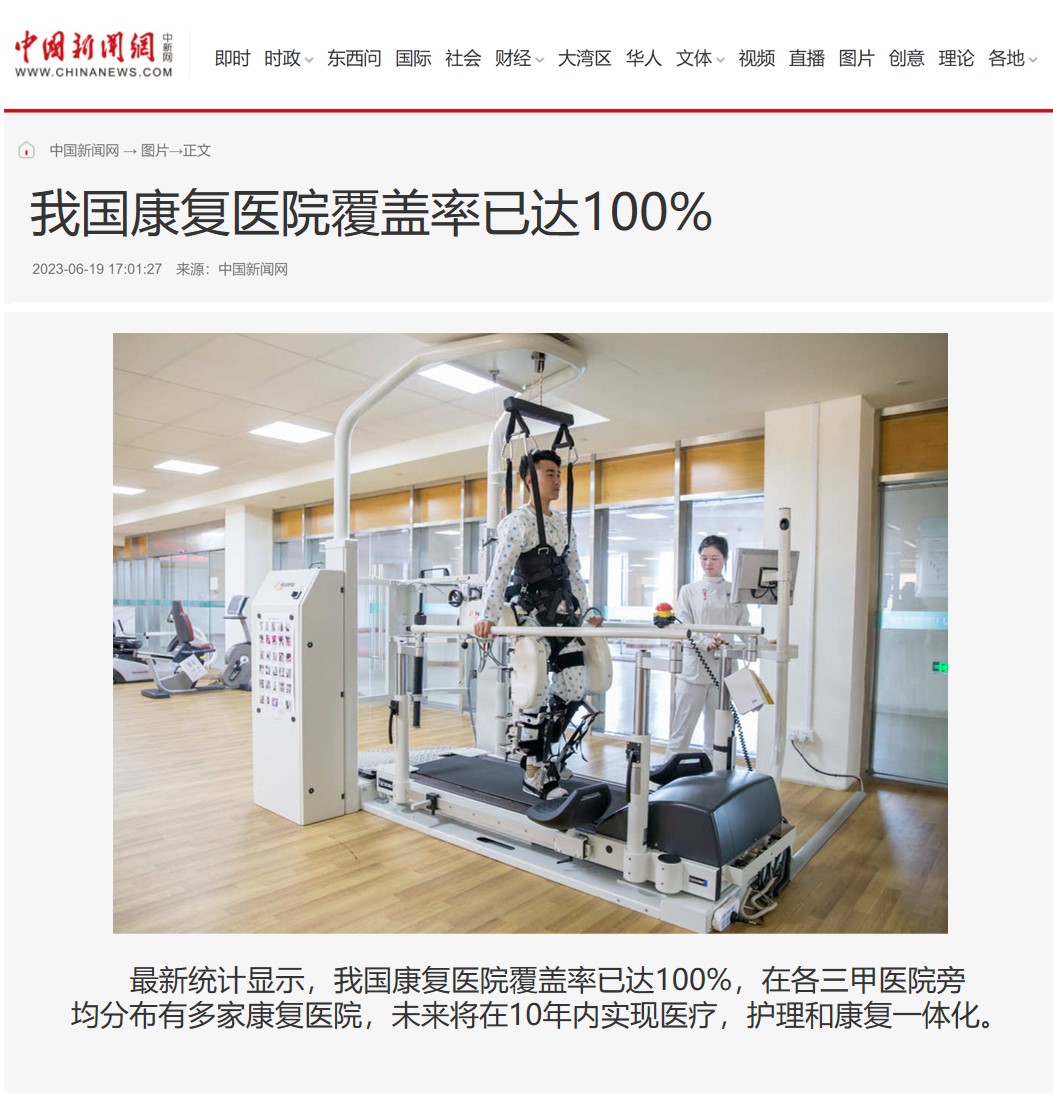 中國新聞網
中新网
WWW.CHINANEWS.COM
即时 时政 东西问 国际 社会 财经 大湾区 华人 文体 视频 直播 图片 创意 理论 各地
中国新闻网 → 图片→正文
我国康复医院覆盖率已达100%
2023-06-19 17:01:27 来源：中国新闻网
最新统计显示，我国康复医院覆盖率已达100%，在各三甲医院旁
均分布有多家康复医院，未来将在10年内实现医疗，护理和康复一体化。